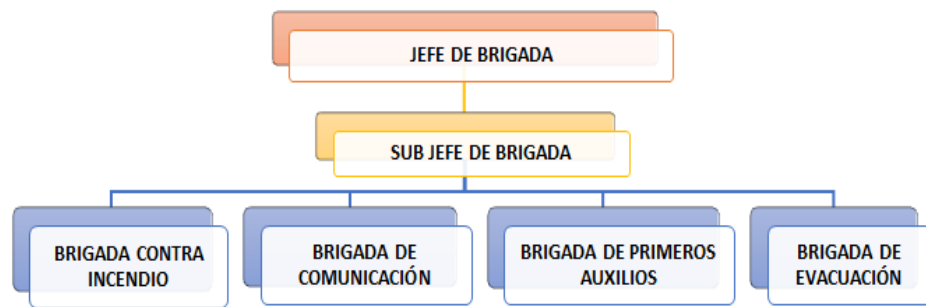 JEFE DE BRIGADA
SUB JEFE DE BRIGADA
BRIGADA CONTRA
INCENDIO
BRIGADA DE
COMUNICACIÓN
BRIGADA DE PRIMEROS
AUXILIOS
BRIGADA DE
EVACUACIÓN